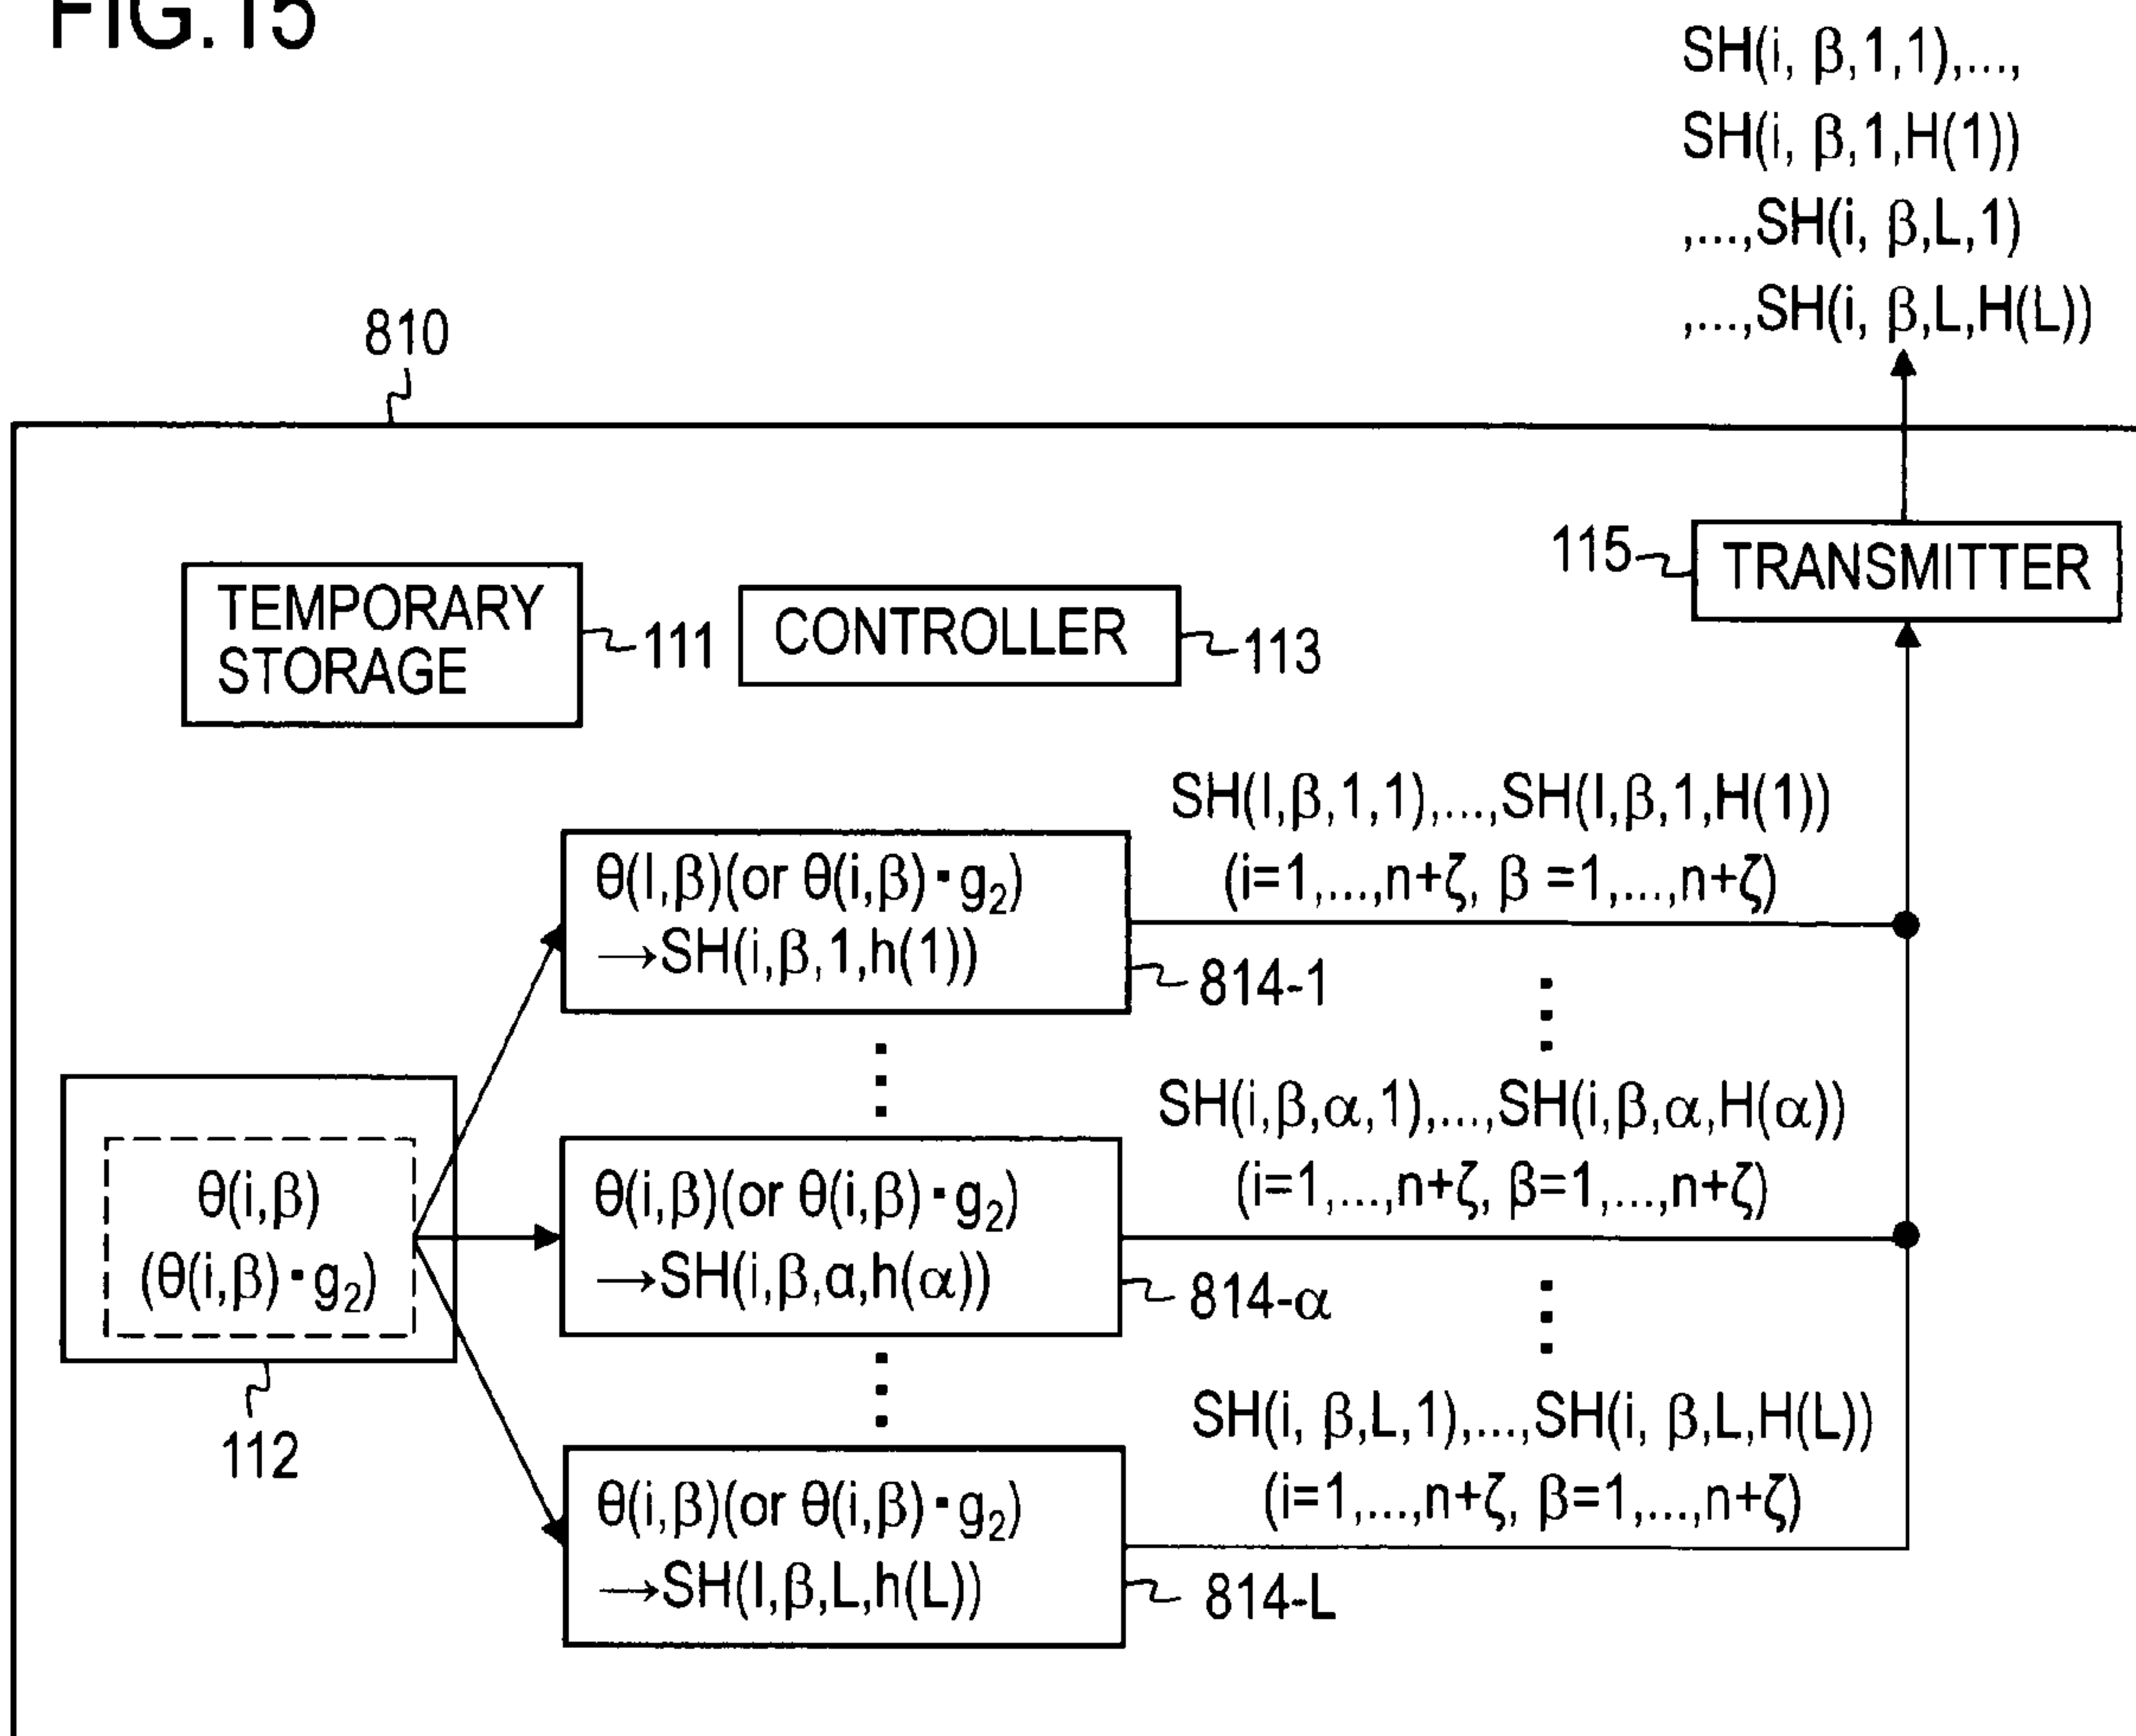 FIG.15
SH(i, β,1,1),...,
SH(i, β,1,H(1))
,...,SH(i, β,L,1)
,...,SH(i, β,L,H(L))
810
115
TRANSMITTER
TEMPORARY
STORAGE
111
CONTROLLER
113
SH(I,β,1,1),...,SH(I,β,1,H(1))
(i=1,...,n+ζ, β =1,...,n+ζ)
θ(I,β)(or θ(i,β)▪g₂)
→SH(i,β,1,h(1))
814-1
SH(i,β,α,1),...,SH(i,β,α,H(α))
(i=1,...,n+ζ, β=1,...,n+ζ)
θ(i,β)
(θ(i,β)▪g₂)
112
θ(i,β)(or θ(i,β)▪g₂)
→SH(i,β,α,h(α))
814-α
SH(i, β,L,1),...,SH(i, β,L,H(L))
(i=1,...,n+ζ, β=1,...,n+ζ)
θ(i,β)(or θ(i,β)▪g₂)
→SH(I,β,L,h(L))
814-L